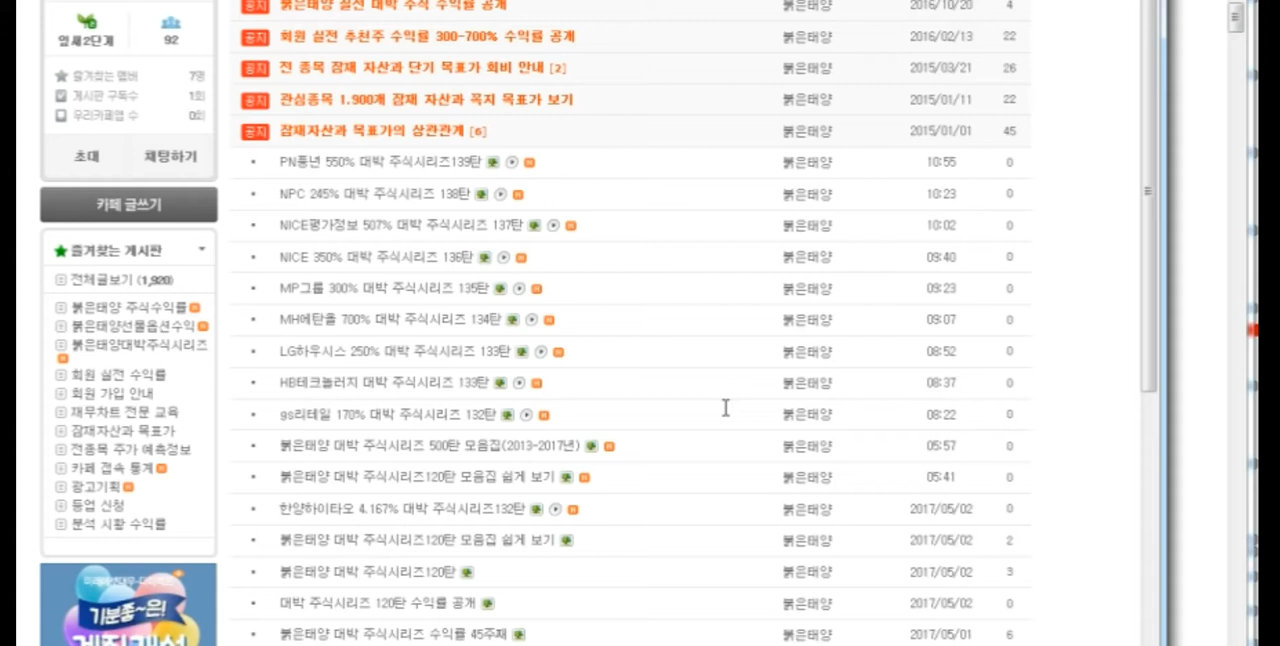 공지 붉은태양 실전 대박 주식 수익률 공개 붉은태양 2016/10/20 4
공지 회원 실전 추천주 수익률 300-700% 수익률 공개 붉은태양 2016/02/13 22
공지 전 종목 잠재 자산과 단기 목표가 회비 안내 [2] 붉은태양 2015/03/21 26
공지 관심종목 1.900개 잠재 자산과 꼭지 목표가 보기 붉은태양 2015/01/11 22
공지 잠재자산과 목표가의 상관관계 [6] 붉은태양 2015/01/01 45
PN풍년 550% 대박 주식시리즈139탄 붉은태양 10:55 0
NPC 245% 대박 주식시리즈 138탄 붉은태양 10:23 0
NICE평가정보 507% 대박 주식시리즈 137탄 붉은태양 10:02 0
NICE 350% 대박 주식시리즈 136탄 붉은태양 09:40 0
MP그룹 300% 대박 주식시리즈 135탄 붉은태양 09:23 0
MH에탄올 700% 대박 주식시리즈 134탄 붉은태양 09:07 0
LG하우시스 250% 대박 주식시리즈 133탄 붉은태양 08:52 0
HB테크놀러지 대박 주식시리즈 133탄 붉은태양 08:37 0
gs리테일 170% 대박 주식시리즈 132탄 붉은태양 08:22 0
붉은태양 대박 주식시리즈 500탄 모음집(2013-2017년) 붉은태양 05:57 0
붉은태양 대박 주식시리즈120탄 모음집 쉽게 보기 붉은태양 05:41 0
한양하이타오 4.167% 대박 주식시리즈132탄 붉은태양 2017/05/02 0
붉은태양 대박 주식시리즈120탄 모음집 쉽게 보기 붉은태양 2017/05/02 2
붉은태양 대박 주식시리즈120탄 붉은태양 2017/05/02 3
대박 주식시리즈 120탄 수익률 공개 붉은태양 2017/05/02 0
붉은태양 대박 주식시리즈 수익률 45주째 붉은태양 2017/05/01 6
잎새2단계 92
즐겨찾는 멤버 7명
게시판 구독수 1회
우리카페앱 수 0회
초대 채팅하기
카페 글쓰기
즐겨찾는 게시판
전체글보기 (1,920)
붉은태양 주식수익률
붉은태양선물옵션수익
붉은태양대박주식시리즈
회원 실전 수익률
회원 가입 안내
재무차트 전문 교육
잠재자산과 목표가
전종목 주가 예측정보
카페 접속 통계
광고기획
등업 신청
분석 시황 수익률
기분좋~은!